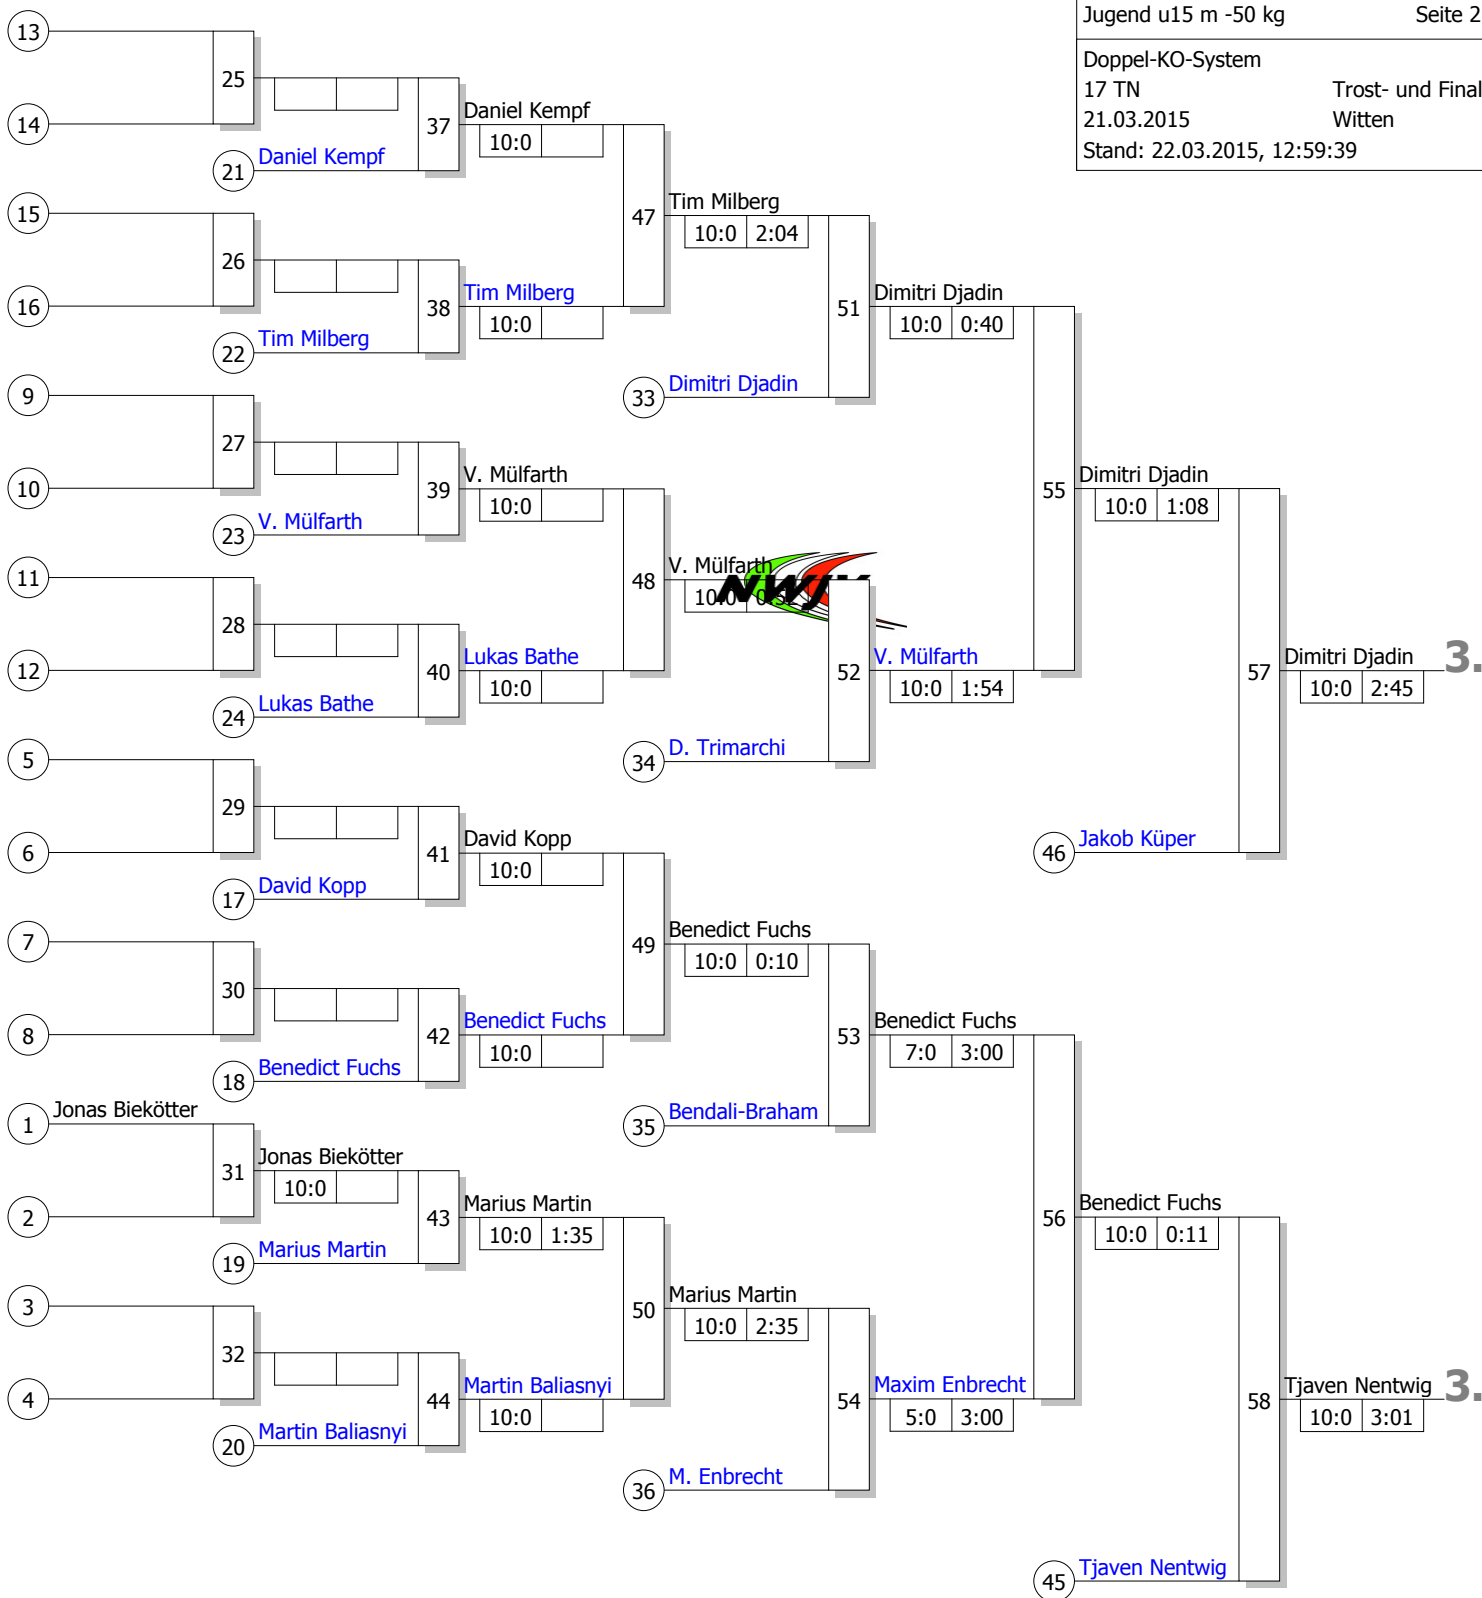 Jugend u15 m -50 kg Seite 2
Doppel-KO-System
17 TN Trost- und Final
21.03.2015 Witten
Stand: 22.03.2015, 12:59:39
13
25
14
37
Daniel Kempf
10:0
21 Daniel Kempf
15
47
Tim Milberg
10:0 2:04
26
16
38
Tim Milberg
10:0
22 Tim Milberg
51
Dimitri Djadin
10:0 0:40
33 Dimitri Djadin
9
27
10
39
V. Mülfarth
10:0
23 V. Mülfarth
55
Dimitri Djadin
10:0 1:08
11
48
V. Mülfarth
10:0
NWJV
28
12
40
Lukas Bathe
10:0
24 Lukas Bathe
52
V. Mülfarth
10:0 1:54
34 D. Trimarchi
57
Dimitri Djadin
10:0 2:45
3.
5
29
6
41
David Kopp
10:0
17 David Kopp
46 Jakob Küper
7
49
Benedict Fuchs
10:0 0:10
30
8
42
Benedict Fuchs
10:0
18 Benedict Fuchs
53
Benedict Fuchs
7:0 3:00
35 Bendali-Braham
1 Jonas Biekötter
31
Jonas Biekötter
10:0
2
43
Marius Martin
10:0 1:35
19 Marius Martin
56
Benedict Fuchs
10:0 0:11
3
50
Marius Martin
10:0 2:35
32
4
44
Martin Baliasnyi
10:0
20 Martin Baliasnyi
54
Maxim Enbrecht
5:0 3:00
36 M. Enbrecht
58
Tjaven Nentwig
10:0 3:01
3.
45 Tjaven Nentwig